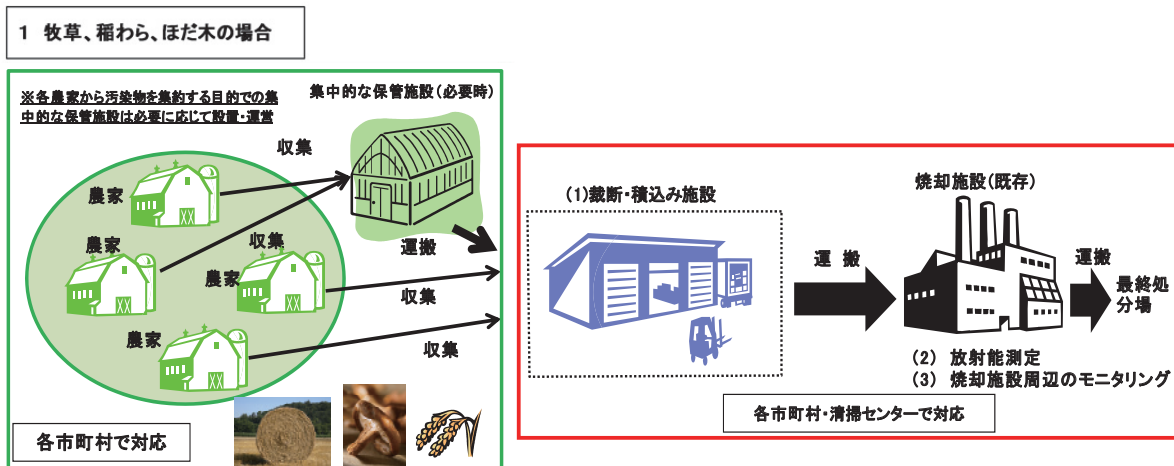 1 牧草、稲わら、ほだ木の場合
※各農家から汚染物を集約する目的での集
中的な保管施設は必要に応じて設置・運営
集中的な保管施設(必要時)
収集
農家
農家
収集
農家
農家
運搬
収集
収集
各市町村で対応
(1)裁断・積込み施設
運 搬
焼却施設(既存)
運搬
最終処
分場
(2) 放射能測定
(3) 焼却施設周辺のモニタリング
各市町村・清掃センターで対応